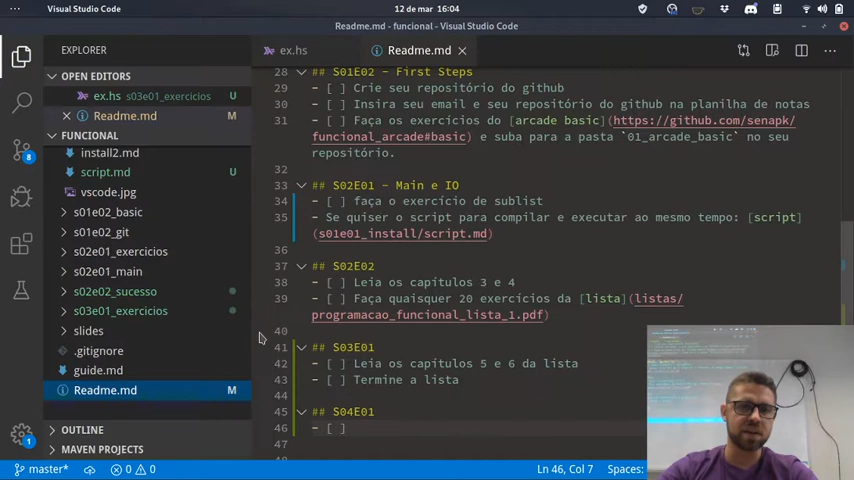 Visual Studio Code
12 de mar 16:04
Readme.md - funcional - Visual Studio Code
EXPLORER
ex.hs
Readme.md
OPEN EDITORS
ex.hs s03e01_exercicios U
Readme.md M
FUNCIONAL
install2.md
script.md U
vscode.jpg
s01e02_basic
s01e02_git
s02e01_exercicios
s02e01_main
s02e02_sucesso
s03e01_exercicios
slides
.gitignore
guide.md
Readme.md M
OUTLINE
MAVEN PROJECTS
8
1
28 ## S01E02 - First Steps
29 - [ ] Crie seu repositório do github
30 - [ ] Insira seu email e seu repositório do github na planilha de notas
31 - [ ] Faça os exercícios do [arcade basic](https://github.com/senapk/
funcional_arcade#basic) e suba para a pasta `01_arcade_basic` no seu
repositório.
32
33 ## S02E01 - Main e IO
34 - [ ] faça o exercício de sublist
35 - Se quiser o script para compilar e executar ao mesmo tempo: [script]
(s01e01_install/script.md)
36
37 ## S02E02
38 - [ ] Leia os capítulos 3 e 4
39 - [ ] Faça quaisquer 20 exercícios da [lista](listas/
programacao_funcional_lista_1.pdf)
40
41 ## S03E01
42 - [ ] Leia os capítulos 5 e 6 da lista
43 - [ ] Termine a lista
44
45 ## S04E01
46 - [ ]
47
master* 0 0
Ln 46, Col 7 Spaces: